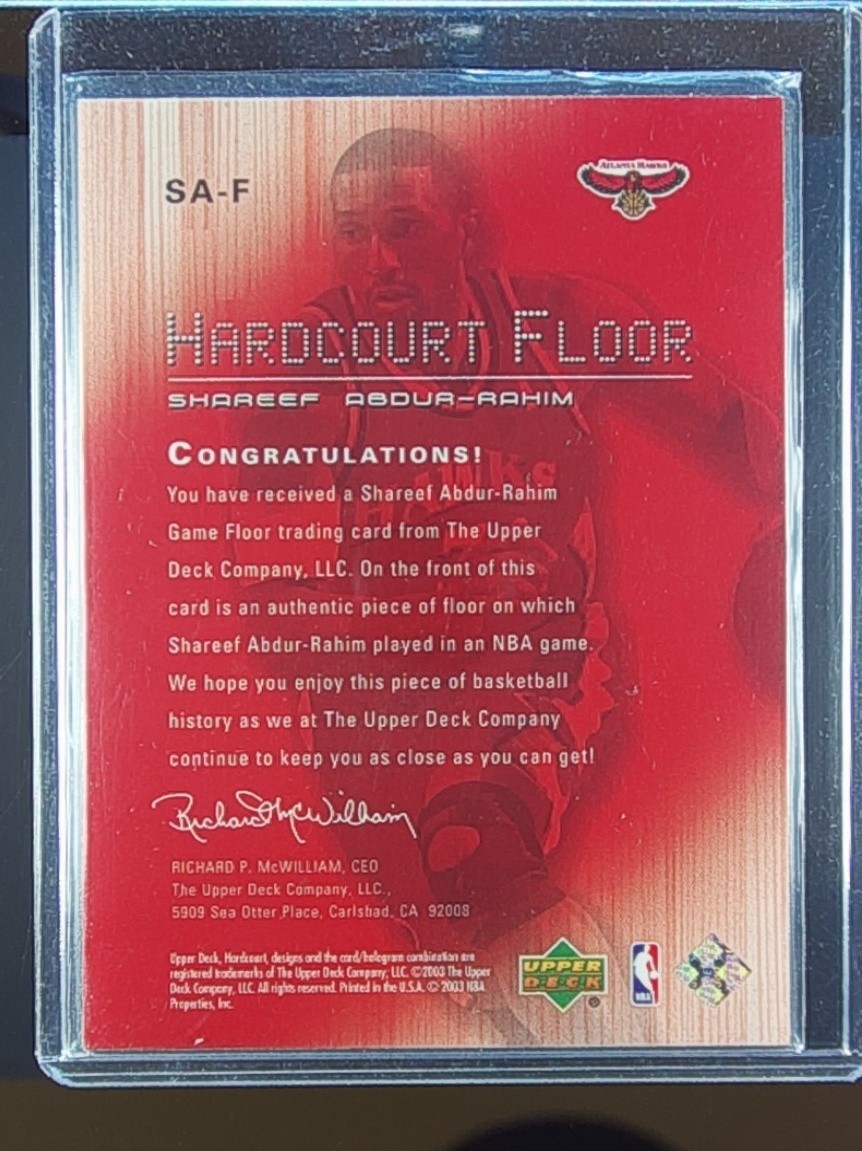 SA-F
ATLANTA HAWKS
HARDCOURT FLOOR
SHAREEF ABDUR-RAHIM
CONGRATULATIONS!
You have received a Shareef Abdur-Rahim
Game Floor trading card from The Upper
Deck Company, LLC. On the front of this
card is an authentic piece of floor on which
Shareef Abdur-Rahim played in an NBA game.
We hope you enjoy this piece of basketball
history as we at The Upper Deck Company
continue to keep you as close as you can get!
Richard McWilliam
RICHARD P. McWILLIAM, CEO
The Upper Deck Company, LLC.,
5909 Sea Otter Place, Carlsbad, CA 92008
Upper Deck, Hardcourt, designs and the card/hologram combination are
registered trademarks of The Upper Deck Company, LLC. ©2003 The Upper
Deck Company, LLC. All rights reserved. Printed in the U.S.A. © 2003 NBA
Properties, Inc.
UPPER
DECK
®
NBA